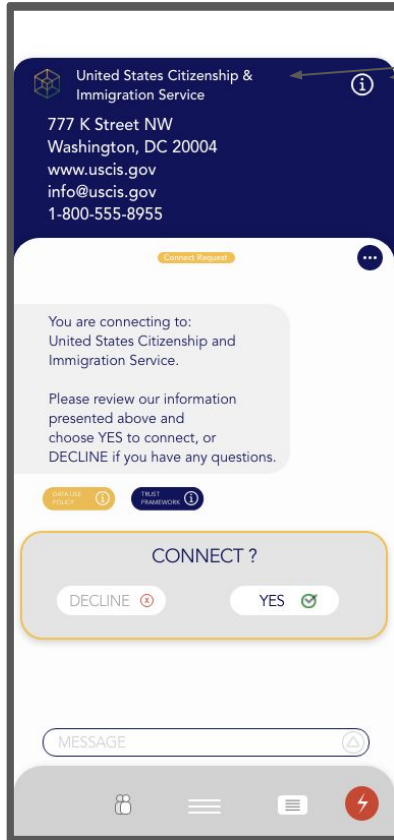 United States Citizenship &
Immigration Service
777 K Street NW
Washington, DC 20004
www.uscis.gov
info@uscis.gov
1-800-555-8955
Connect Request
You are connecting to:
United States Citizenship and
Immigration Service.
Please review our information
presented above and
choose YES to connect, or
DECLINE if you have any questions.
DATA USE
POLICY
TRUST
FRAMEWORK
CONNECT ?
DECLINE
YES
MESSAGE